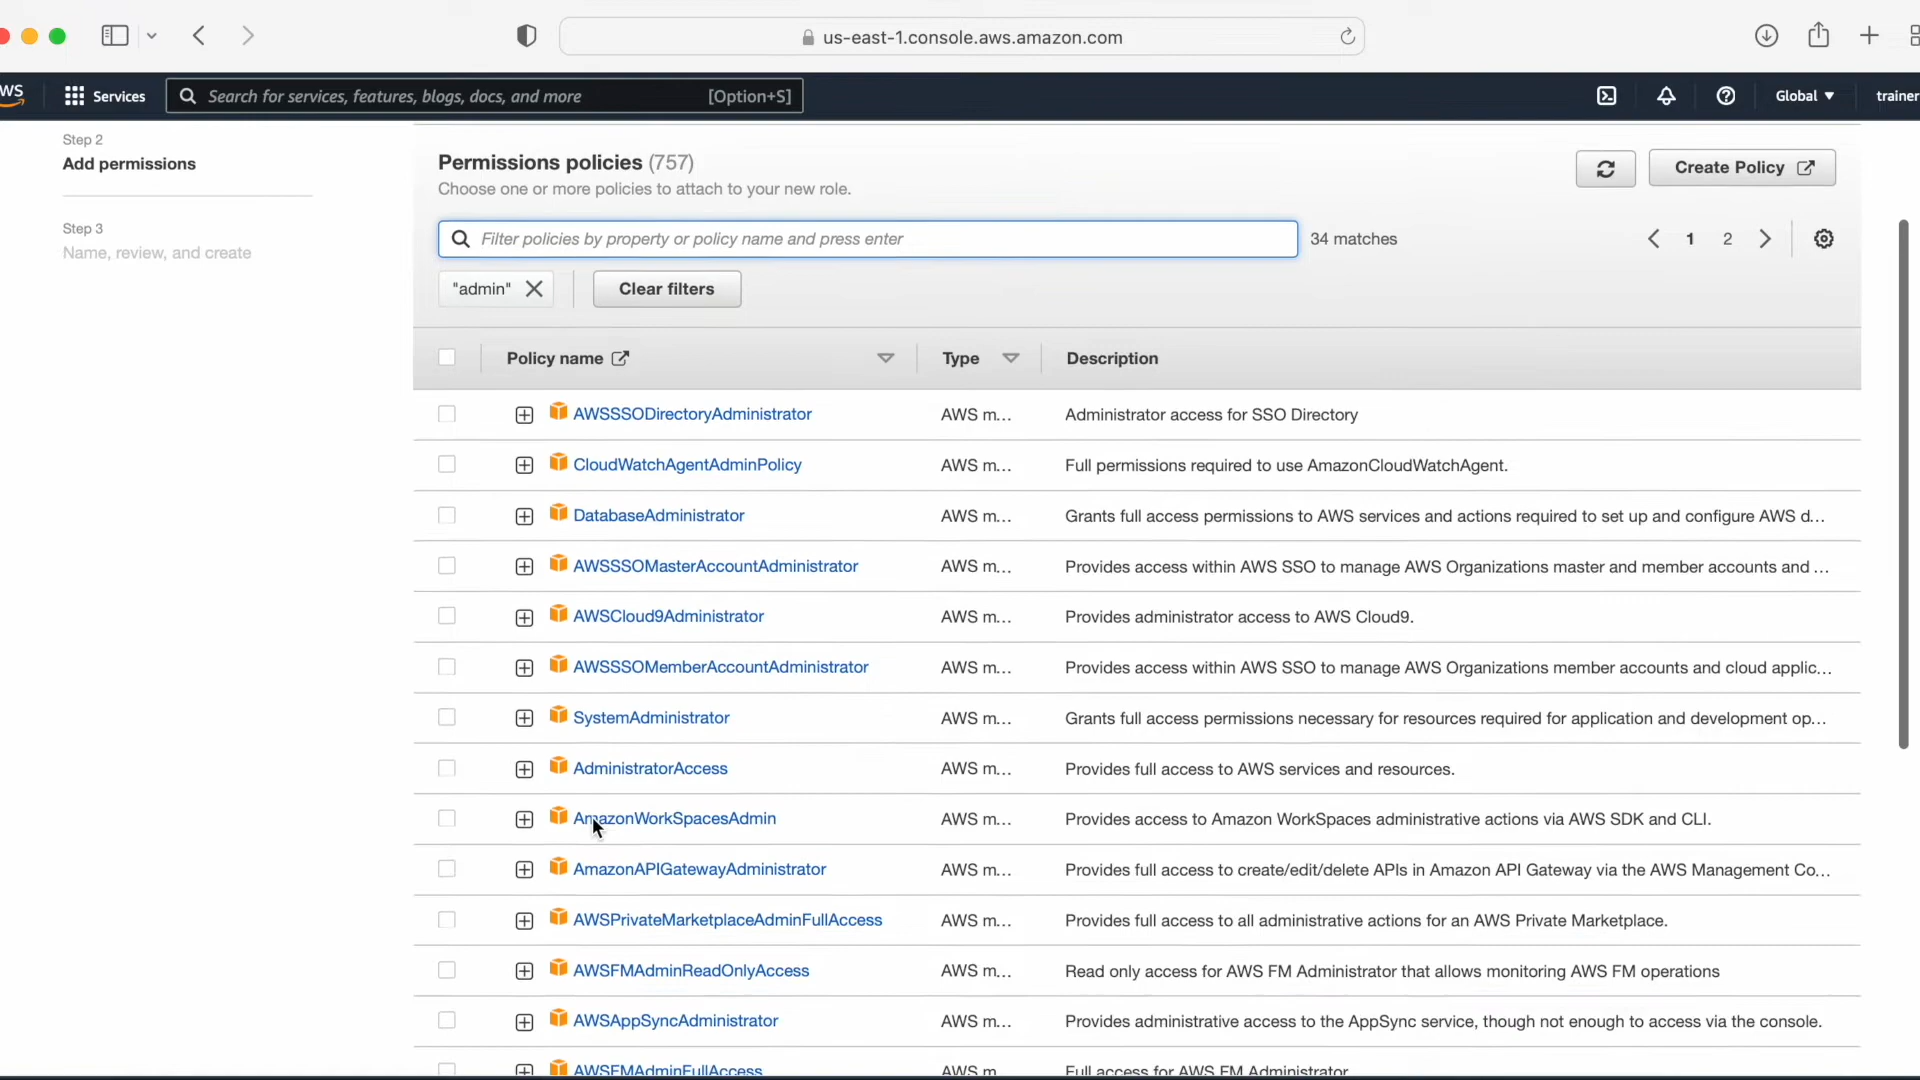 us-east-1.console.aws.amazon.com
Services
Search for services, features, blogs, docs, and more [Option+S]
Global
trainer
Step 2
Add permissions
Step 3
Name, review, and create
Permissions policies (757)
Choose one or more policies to attach to your new role.
Create Policy
Filter policies by property or policy name and press enter
34 matches
1 2
"admin"
Clear filters
Policy name Type Description
AWSSSODirectoryAdministrator AWS m... Administrator access for SSO Directory
CloudWatchAgentAdminPolicy AWS m... Full permissions required to use AmazonCloudWatchAgent.
DatabaseAdministrator AWS m... Grants full access permissions to AWS services and actions required to set up and configure AWS d...
AWSSSOMasterAccountAdministrator AWS m... Provides access within AWS SSO to manage AWS Organizations master and member accounts and ...
AWSCloud9Administrator AWS m... Provides administrator access to AWS Cloud9.
AWSSSOMemberAccountAdministrator AWS m... Provides access within AWS SSO to manage AWS Organizations member accounts and cloud applic...
SystemAdministrator AWS m... Grants full access permissions necessary for resources required for application and development op...
AdministratorAccess AWS m... Provides full access to AWS services and resources.
AmazonWorkSpacesAdmin AWS m... Provides access to Amazon WorkSpaces administrative actions via AWS SDK and CLI.
AmazonAPIGatewayAdministrator AWS m... Provides full access to create/edit/delete APIs in Amazon API Gateway via the AWS Management Co...
AWSPrivateMarketplaceAdminFullAccess AWS m... Provides full access to all administrative actions for an AWS Private Marketplace.
AWSFMAdminReadOnlyAccess AWS m... Read only access for AWS FM Administrator that allows monitoring AWS FM operations
AWSAppSyncAdministrator AWS m... Provides administrative access to the AppSync service, though not enough to access via the console.
AWSFMAdminFullAccess AWS m Full access for AWS FM Administrator